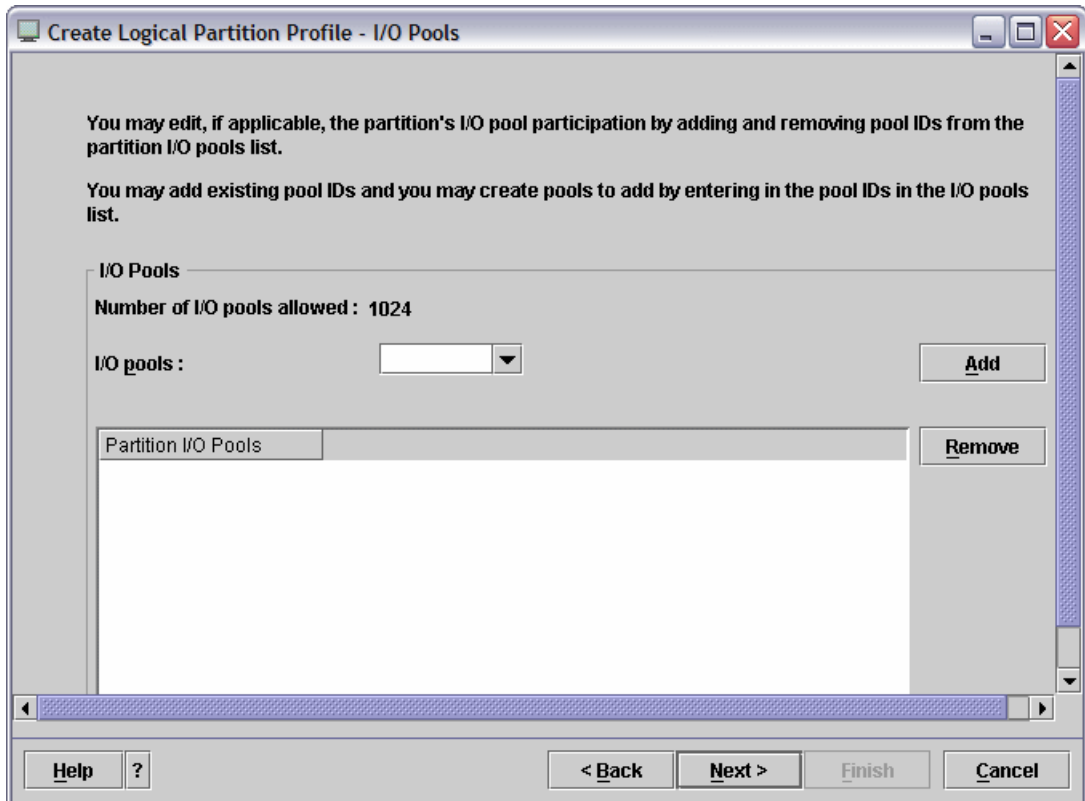 Create Logical Partition Profile - I/O Pools
You may edit, if applicable, the partition's I/O pool participation by adding and removing pool IDs from the
partition I/O pools list.
You may add existing pool IDs and you may create pools to add by entering in the pool IDs in the I/O pools
list.
I/O Pools
Number of I/O pools allowed : 1024
I/O pools :
Add
Partition I/O Pools
Remove
Help
?
< Back
Next >
Finish
Cancel